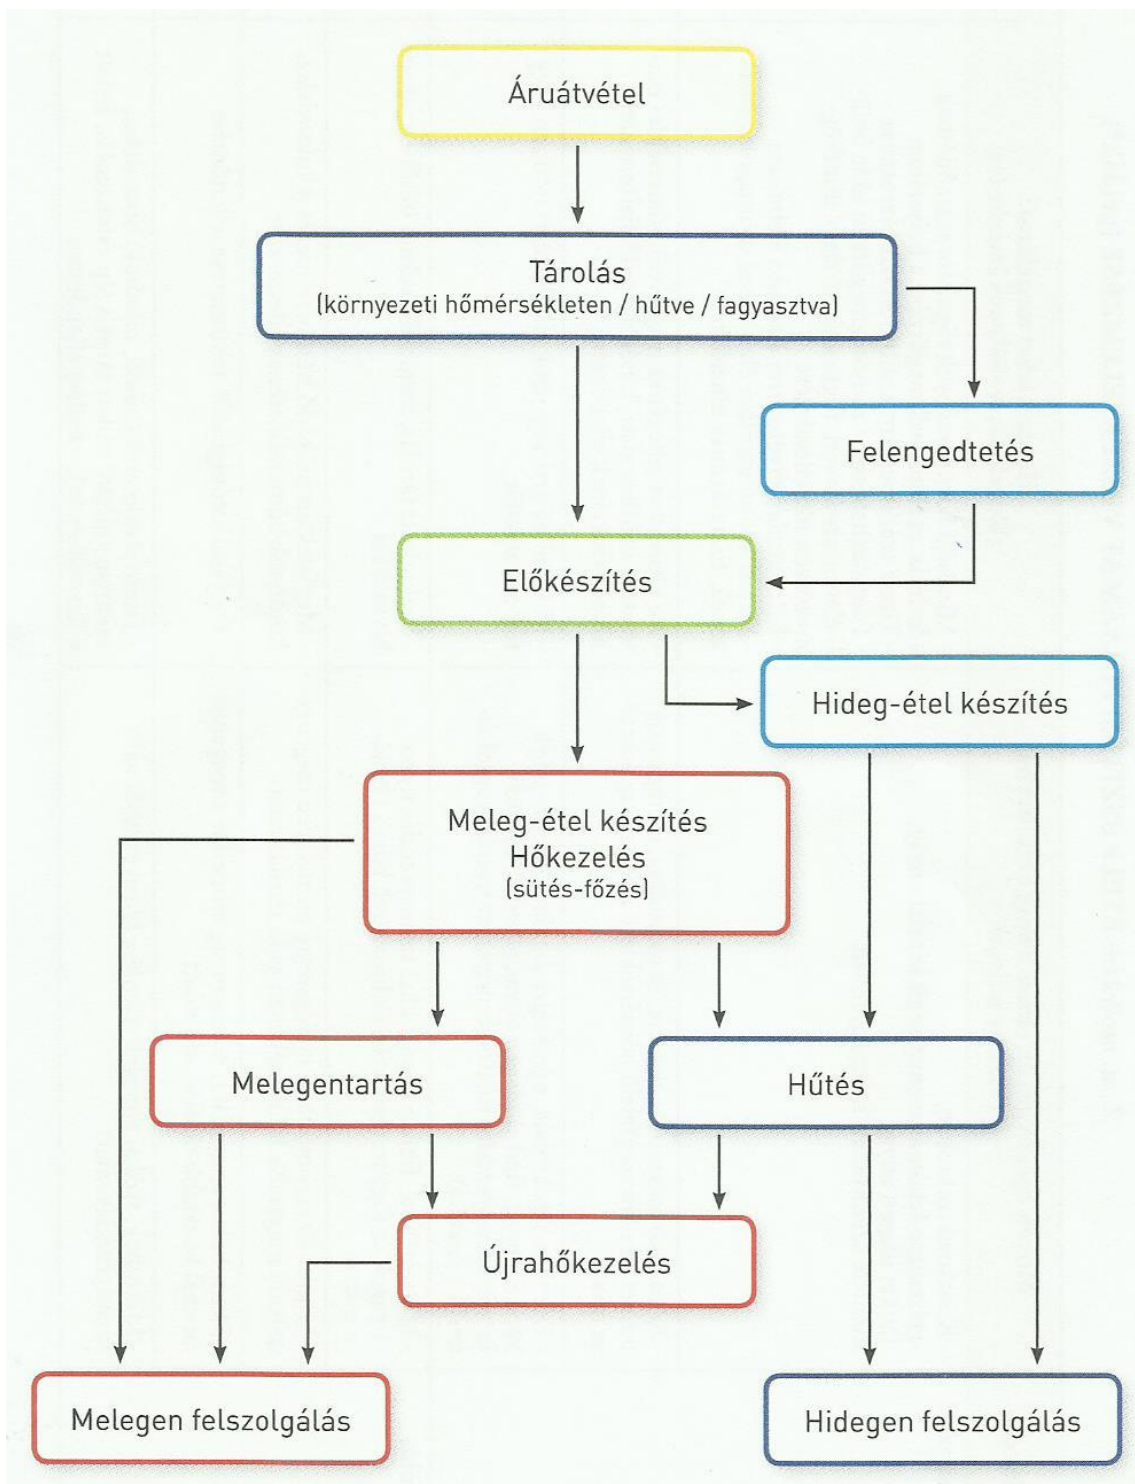 Áruátvétel
Tárolás
(környezeti hőmérsékleten / hűtve / fagyasztva)
Felengedtetés
Előkészítés
Hideg-étel készítés
Meleg-étel készítés
Hőkezelés
(sütés-főzés)
Melegentartás
Hűtés
Újrahőkezelés
Melegen felszolgálás
Hidegen felszolgálás